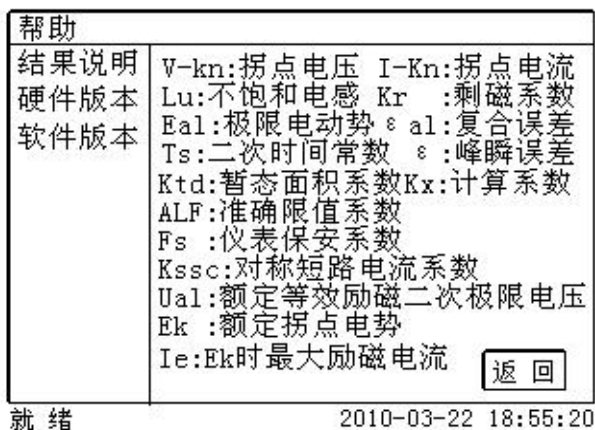 帮助
结果说明
硬件版本
软件版本
V-kn:拐点电压 I-Kn:拐点电流
Lu:不饱和电感 Kr :剩磁系数
Eal:极限电动势 εal:复合误差
Ts:二次时间常数 ε:峰瞬误差
Ktd:暂态面积系数Kx:计算系数
ALF:准确限值系数
Fs :仪表保安系数
Kssc:对称短路电流系数
Ual:额定等效励磁二次极限电压
Ek :额定拐点电势
Ie:Ek时最大励磁电流
返 回
就 绪
2010-03-22 18:55:20